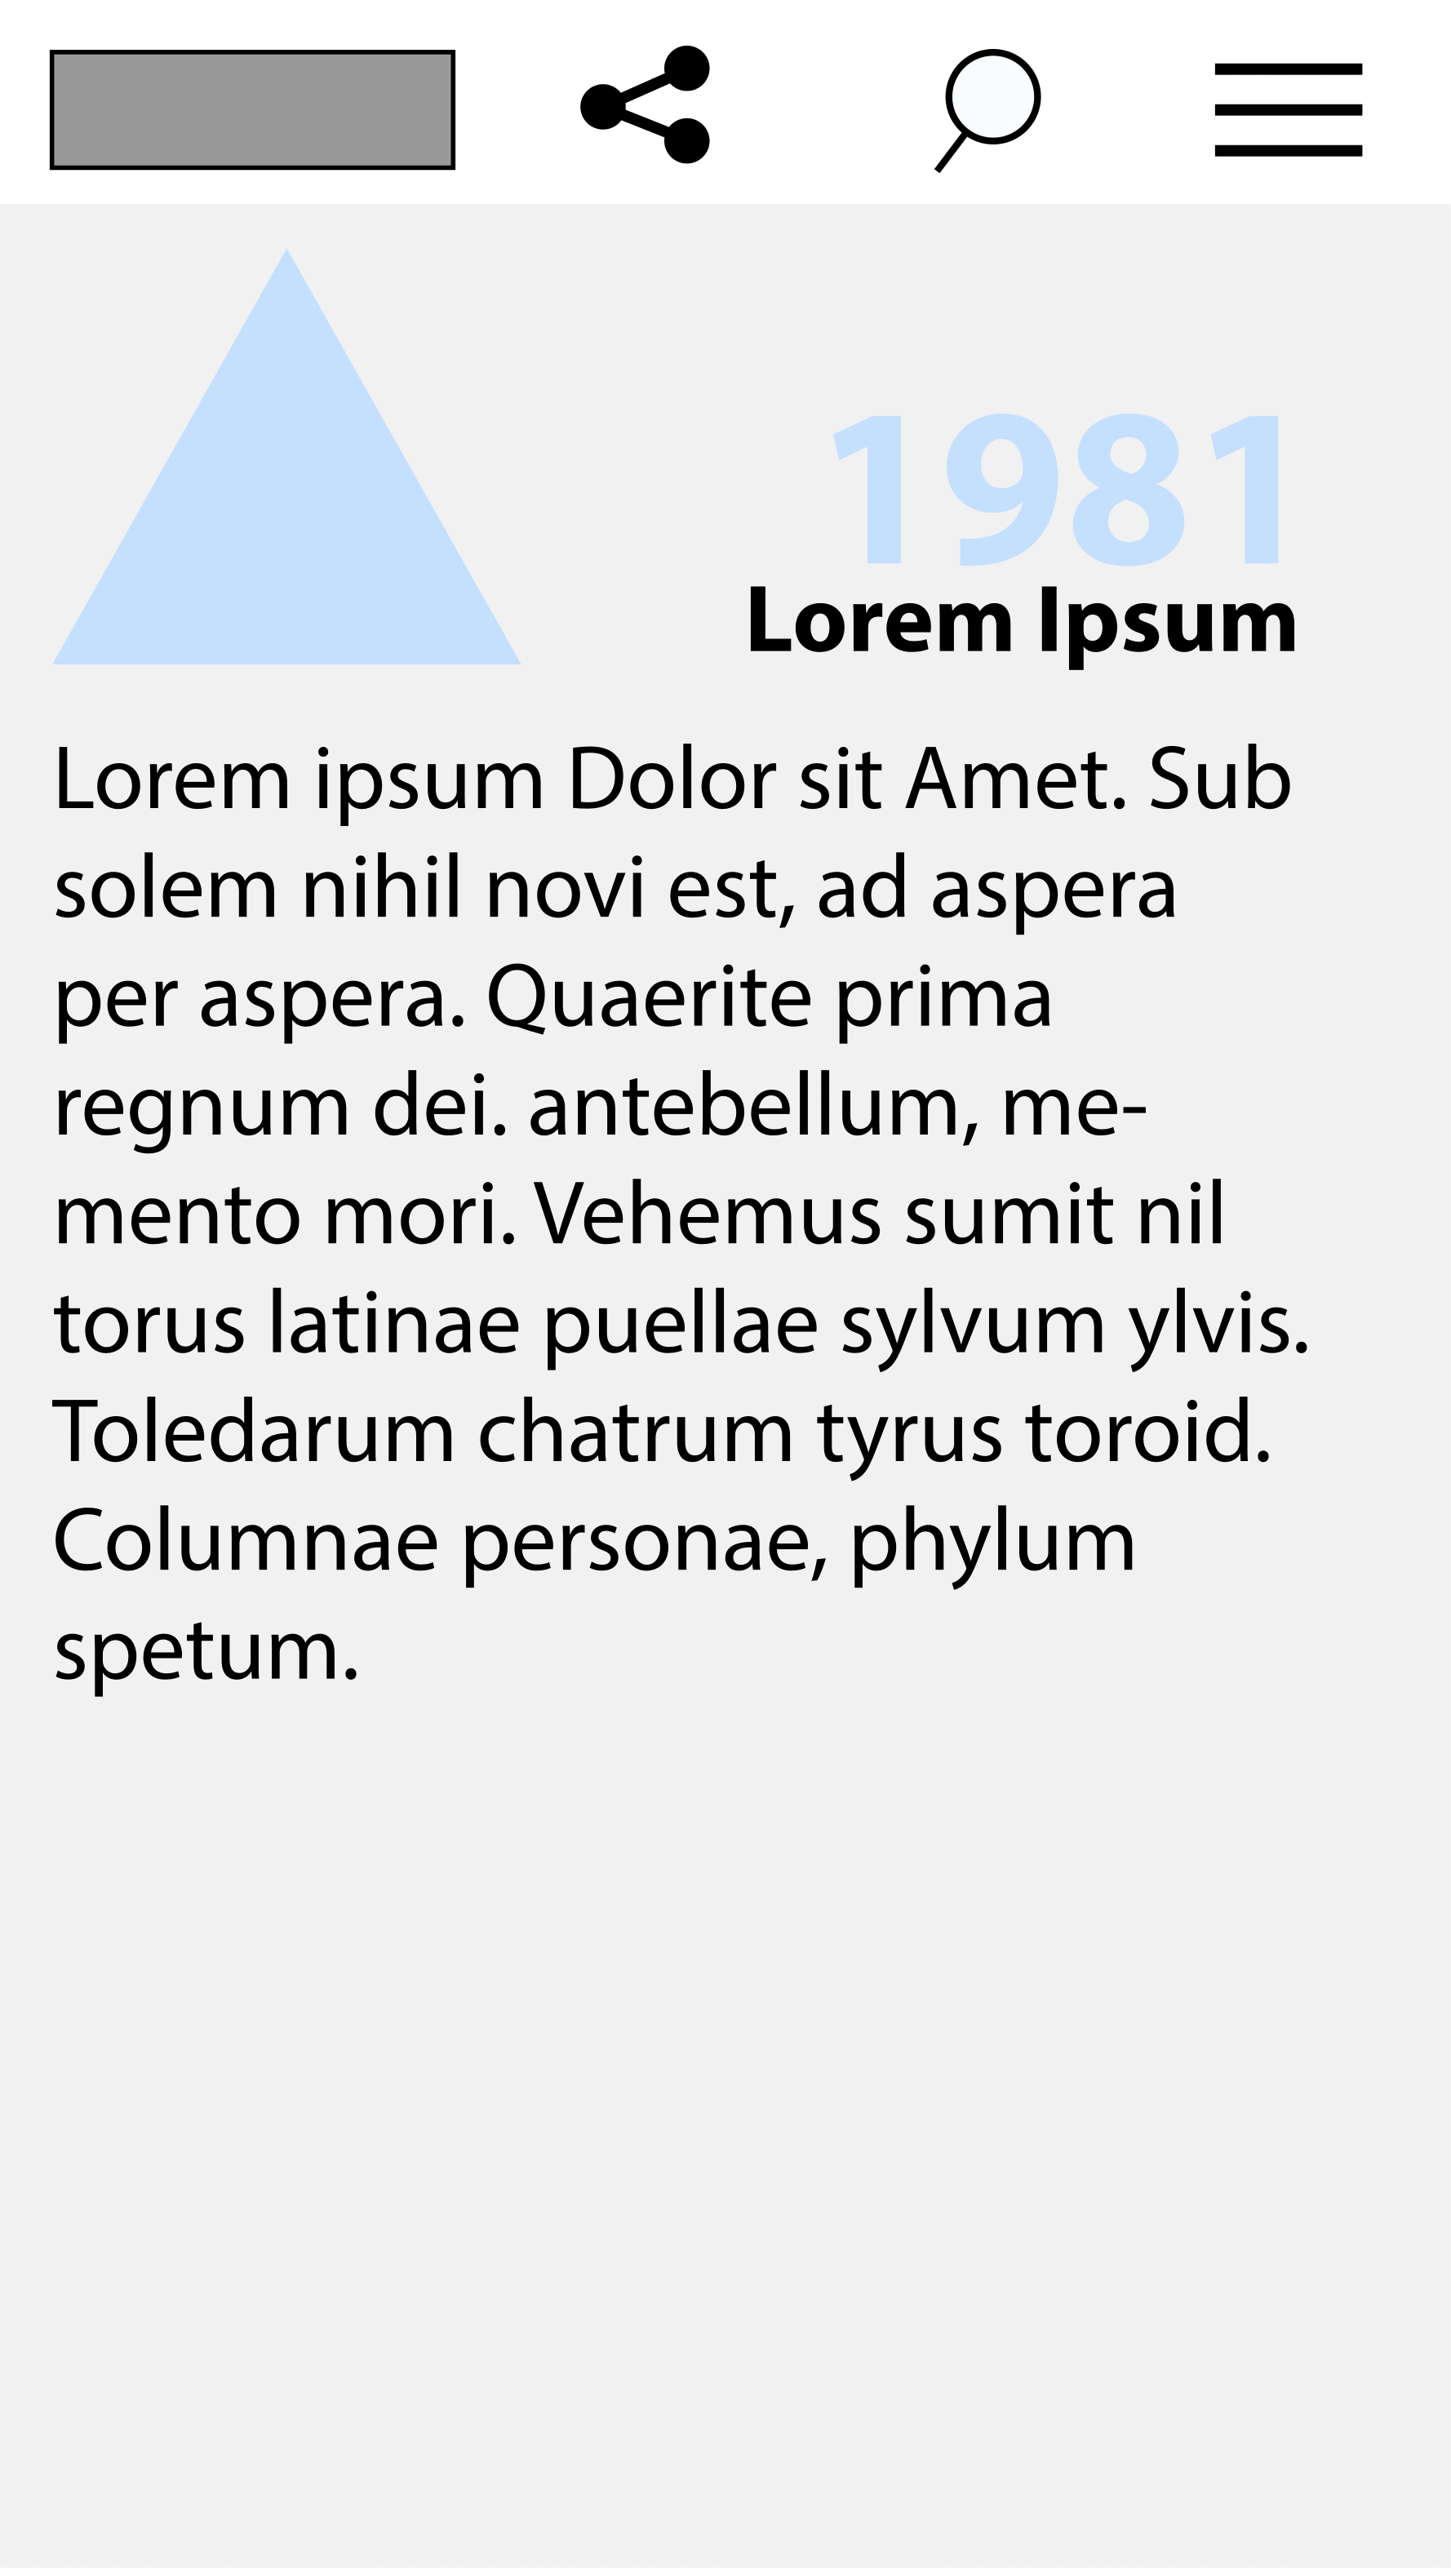 1981
Lorem Ipsum
Lorem ipsum Dolor sit Amet. Sub
solem nihil novi est, ad aspera
per aspera. Quaerite prima
regnum dei. antebellum, me-
mento mori. Vehemus sumit nil
torus latinae puellae sylvum ylvis.
Toledarum chatrum tyrus toroid.
Columnae personae, phylum
spetum.